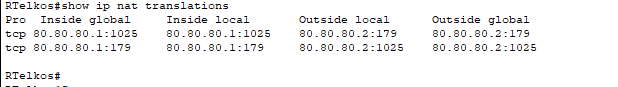 RTelkos#show ip nat translations
Pro  Inside global     Inside local       Outside local      Outside global
tcp 80.80.80.1:1025    80.80.80.1:1025    80.80.80.2:179     80.80.80.2:179
tcp 80.80.80.1:179     80.80.80.1:179     80.80.80.2:1025    80.80.80.2:1025
RTelkos#